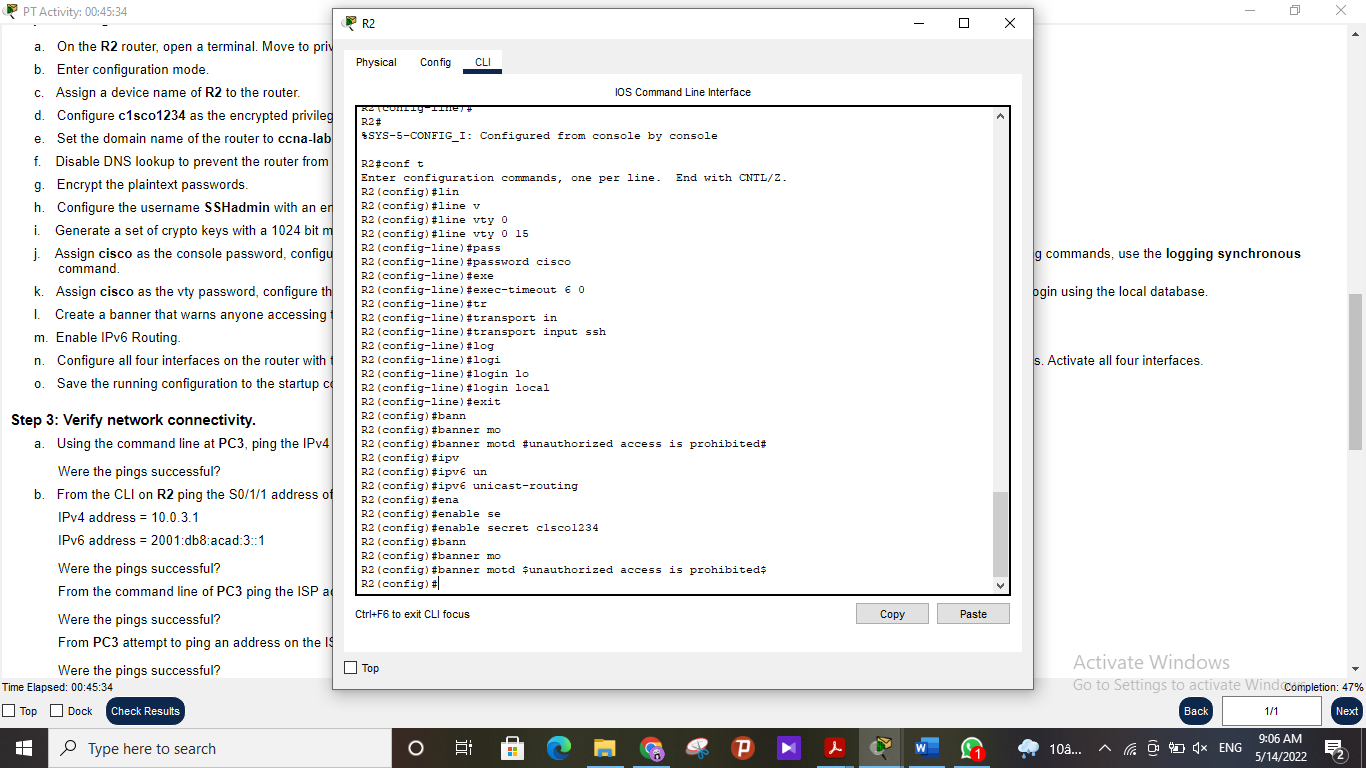 PT Activity: 00:45:34
a. On the R2 router, open a terminal. Move to priv
b. Enter configuration mode.
c. Assign a device name of R2 to the router.
d. Configure c1sco1234 as the encrypted privileg
e. Set the domain name of the router to ccna-lab
f. Disable DNS lookup to prevent the router from
g. Encrypt the plaintext passwords.
h. Configure the username SSHadmin with an en
i. Generate a set of crypto keys with a 1024 bit m
j. Assign cisco as the console password, configu
g commands, use the logging synchronous
command.
k. Assign cisco as the vty password, configure th
ogin using the local database.
l. Create a banner that warns anyone accessing
m. Enable IPv6 Routing.
n. Configure all four interfaces on the router with
s. Activate all four interfaces.
o. Save the running configuration to the startup co
Step 3: Verify network connectivity.
a. Using the command line at PC3, ping the IPv4
Were the pings successful?
b. From the CLI on R2 ping the S0/1/1 address of
IPv4 address = 10.0.3.1
IPv6 address = 2001:db8:acad:3::1
Were the pings successful?
From the command line of PC3 ping the ISP a
Were the pings successful?
From PC3 attempt to ping an address on the IS
Were the pings successful?
R2
Physical Config CLI
IOS Command Line Interface
R2(config-line)#
R2#
%SYS-5-CONFIG_I: Configured from console by console
R2#conf t
Enter configuration commands, one per line. End with CNTL/Z.
R2(config)#lin
R2(config)#line v
R2(config)#line vty 0
R2(config)#line vty 0 15
R2(config-line)#pass
R2(config-line)#password cisco
R2(config-line)#exe
R2(config-line)#exec-timeout 6 0
R2(config-line)#tr
R2(config-line)#transport in
R2(config-line)#transport input ssh
R2(config-line)#log
R2(config-line)#logi
R2(config-line)#login lo
R2(config-line)#login local
R2(config-line)#exit
R2(config)#bann
R2(config)#banner mo
R2(config)#banner motd #unauthorized access is prohibited#
R2(config)#ipv
R2(config)#ipv6 un
R2(config)#ipv6 unicast-routing
R2(config)#ena
R2(config)#enable se
R2(config)#enable secret c1sco1234
R2(config)#bann
R2(config)#banner mo
R2(config)#banner motd $unauthorized access is prohibited$
R2(config)#
Ctrl+F6 to exit CLI focus
Copy Paste
Top
Activate Windows
Go to Settings to activate Windows.
Time Elapsed: 00:45:34
Completion: 47%
Top Dock Check Results
Back 1/1 Next
Type here to search
1
10â... ENG 9:06 AM
5/14/2022
2